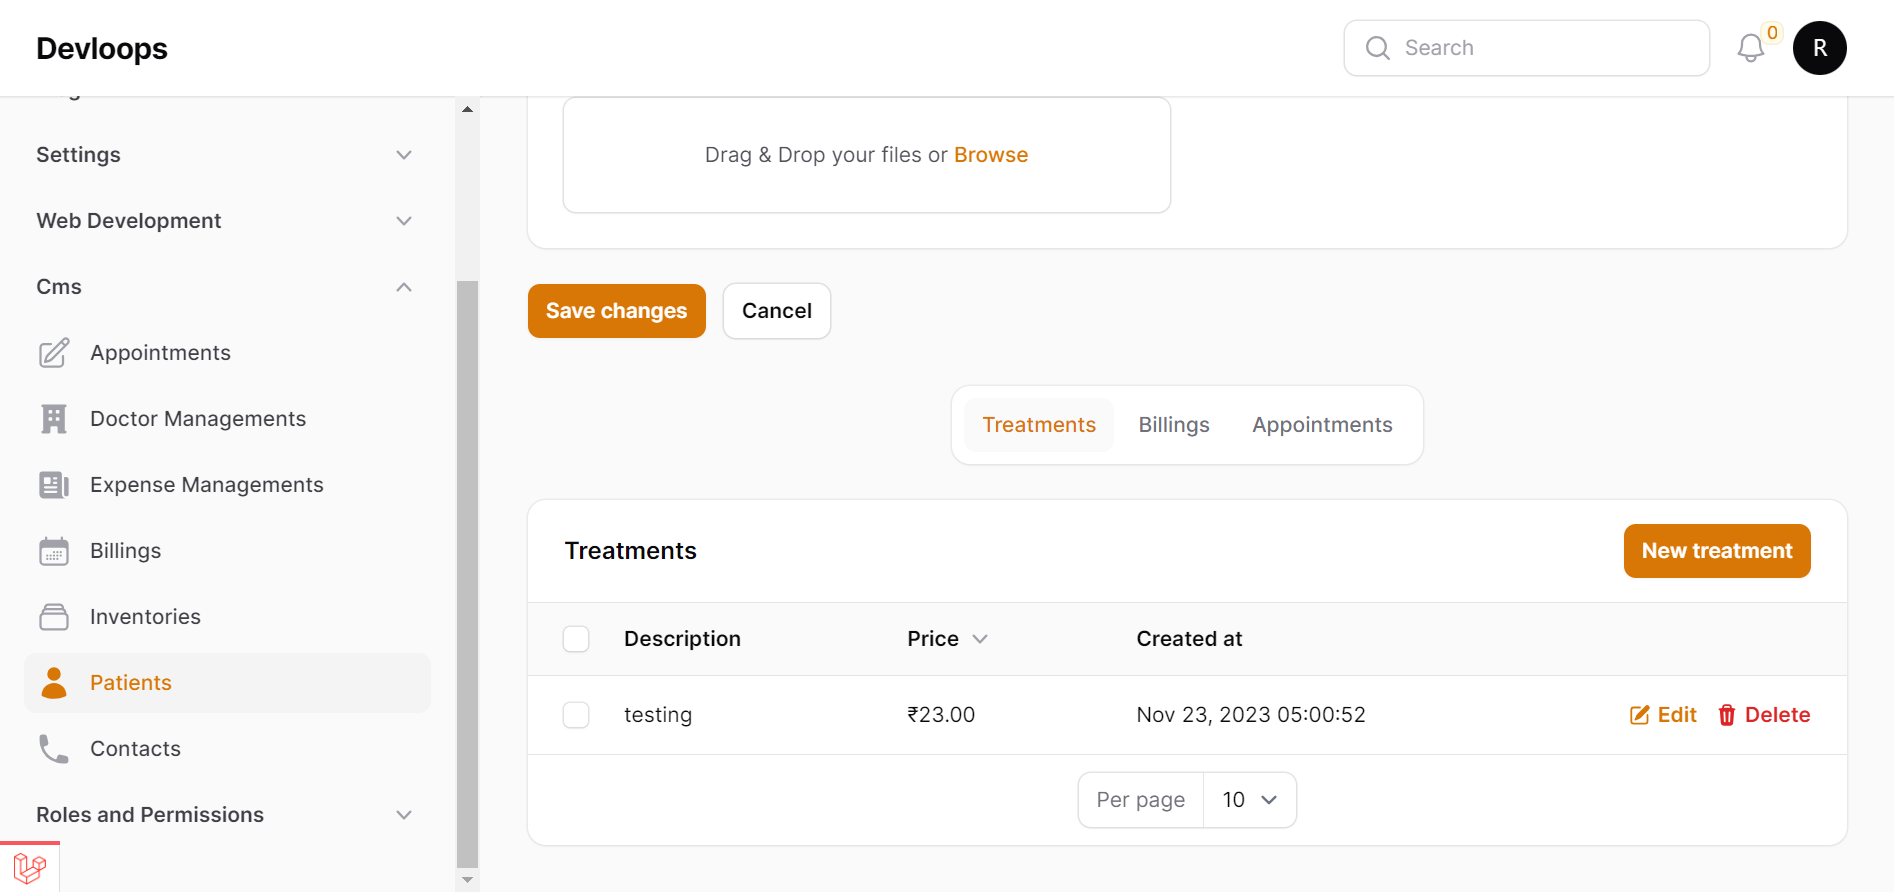 Devloops
Search
0
R
Settings
Web Development
Cms
Appointments
Doctor Managements
Expense Managements
Billings
Inventories
Patients
Contacts
Roles and Permissions
Drag & Drop your files or Browse
Save changes
Cancel
Treatments Billings Appointments
Treatments
New treatment
Description Price Created at
testing ₹23.00 Nov 23, 2023 05:00:52 Edit Delete
Per page 10